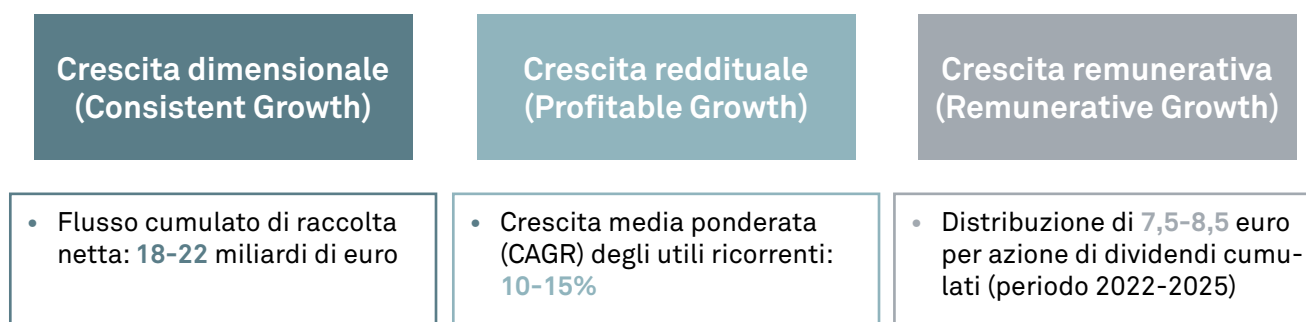 Crescita dimensionale
(Consistent Growth)
Crescita reddituale
(Profitable Growth)
Crescita remunerativa
(Remunerative Growth)
• Flusso cumulato di raccolta
netta: 18-22 miliardi di euro
• Crescita media ponderata
(CAGR) degli utili ricorrenti:
10-15%
• Distribuzione di 7,5-8,5 euro
per azione di dividendi cumu-
lati (periodo 2022-2025)